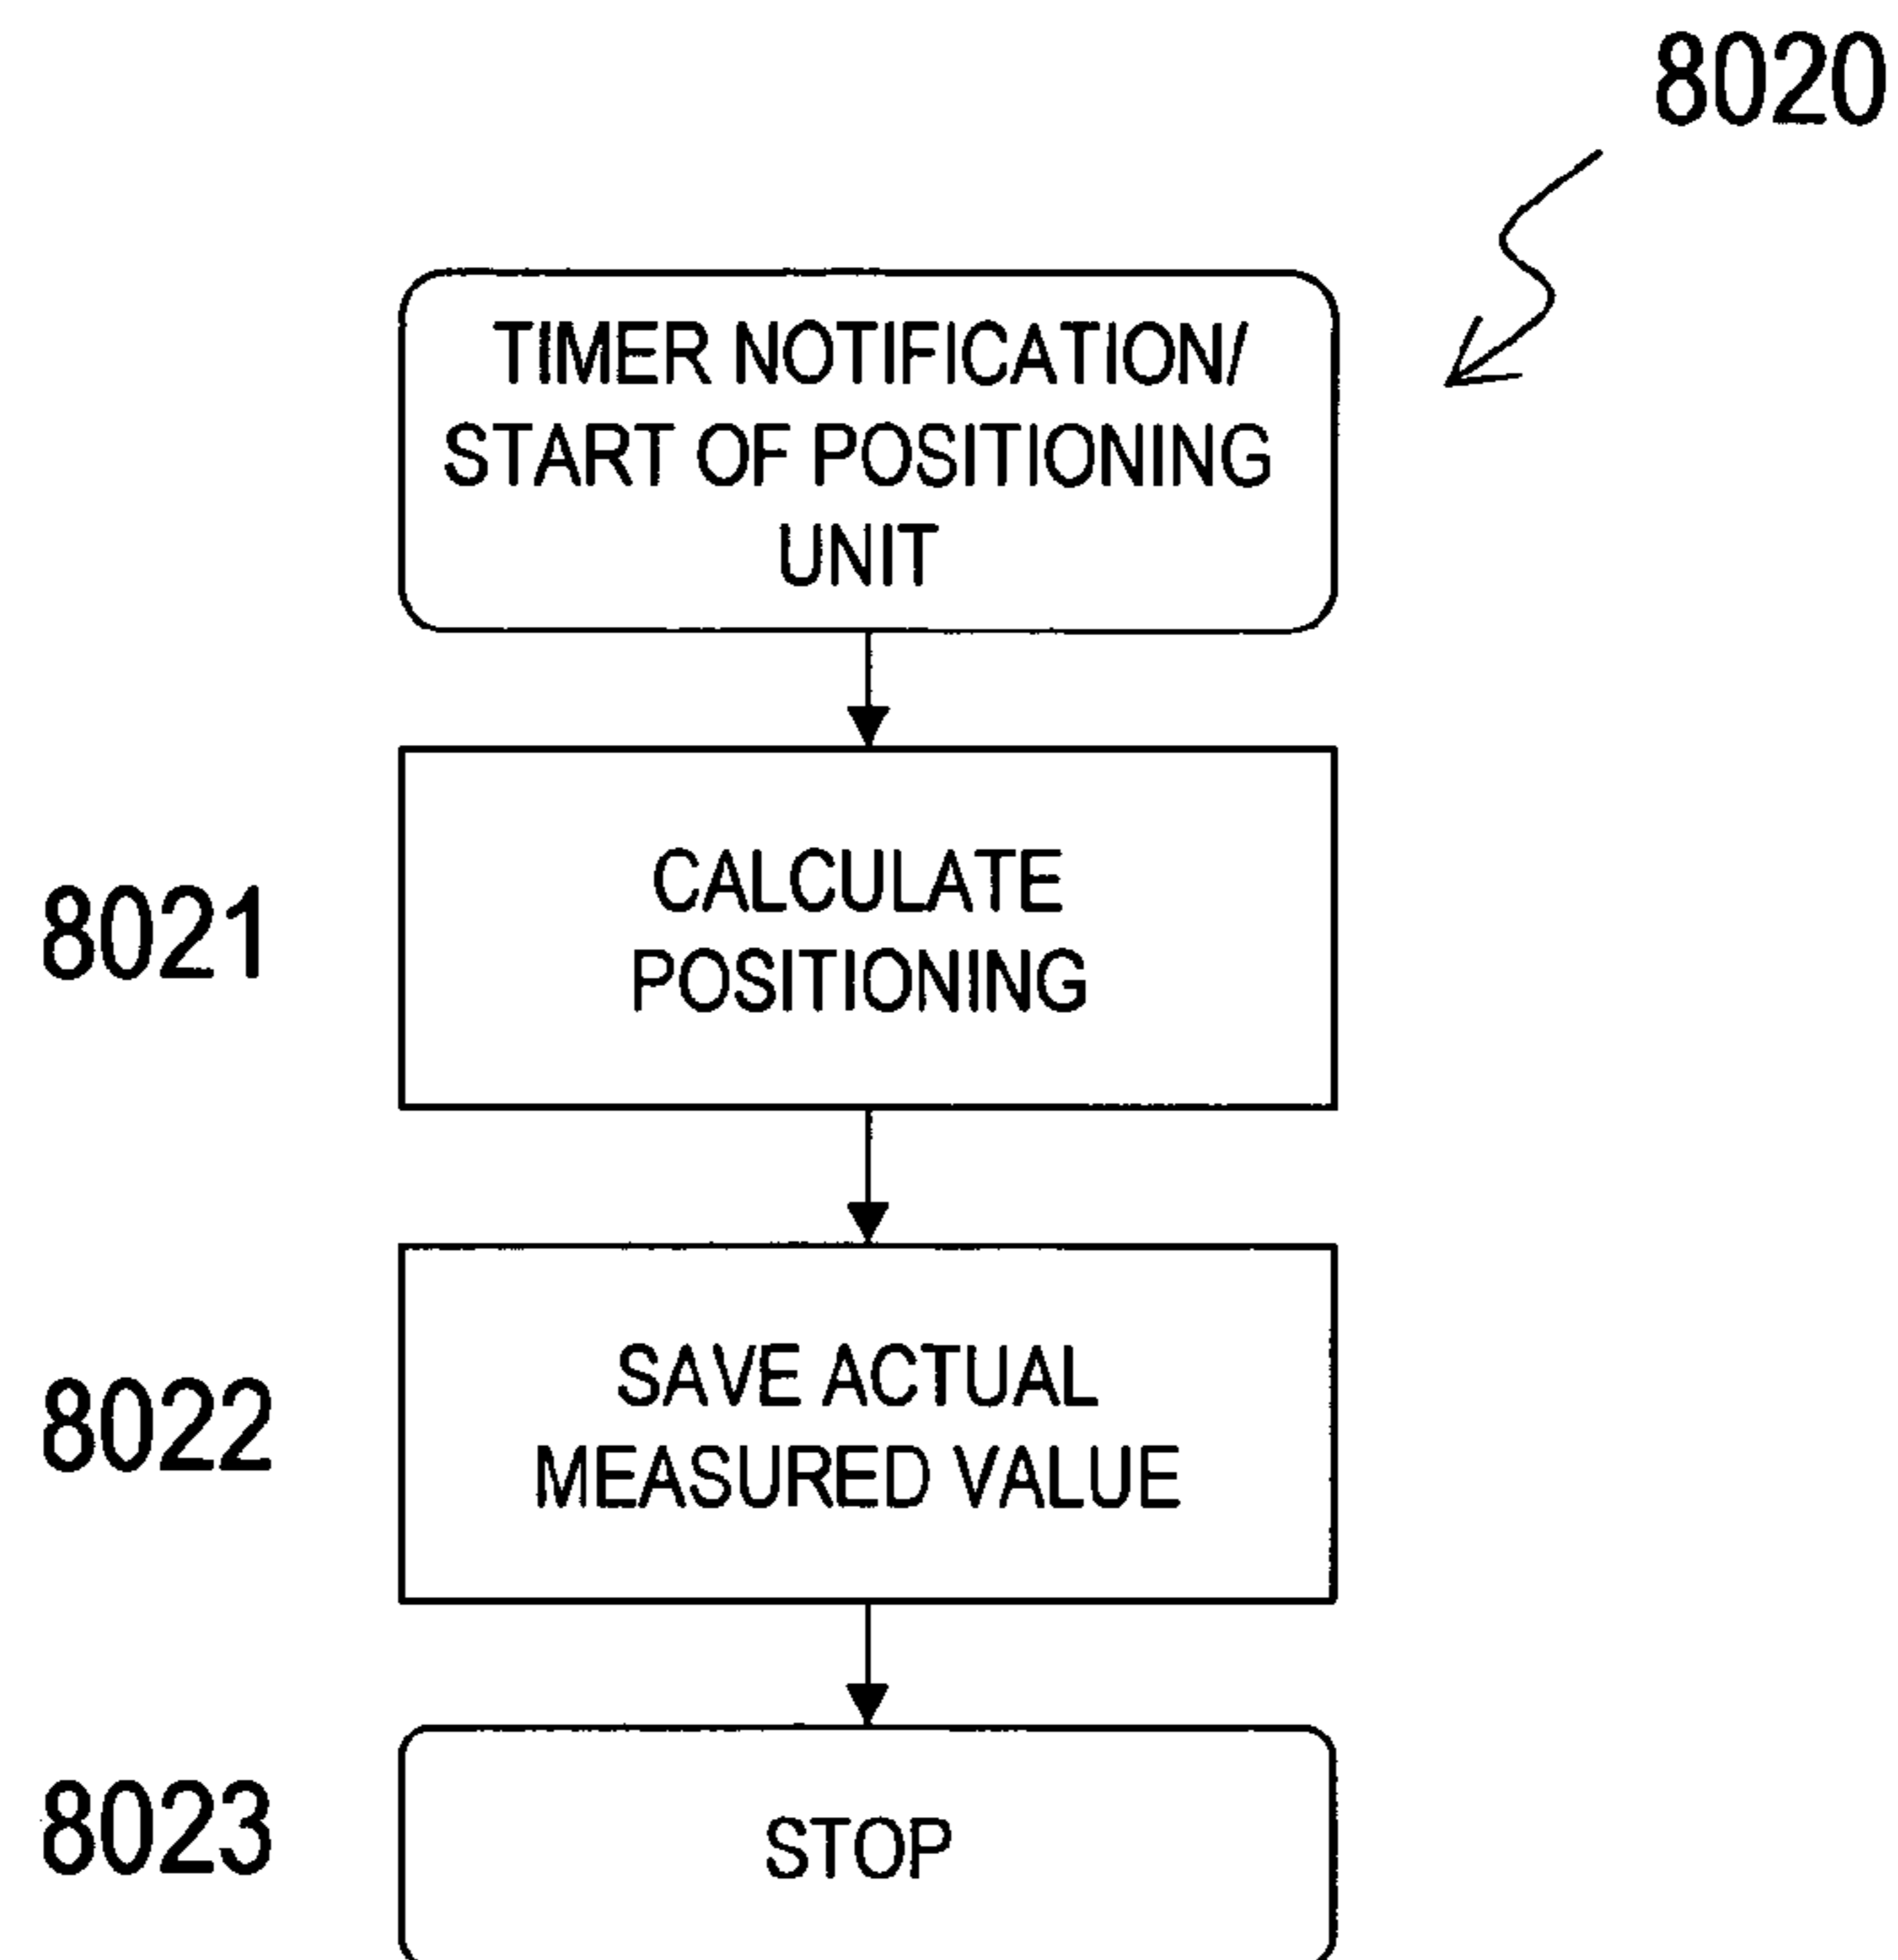 8020
TIMER NOTIFICATION/
START OF POSITIONING
UNIT
8021
CALCULATE
POSITIONING
8022
SAVE ACTUAL
MEASURED VALUE
8023
STOP